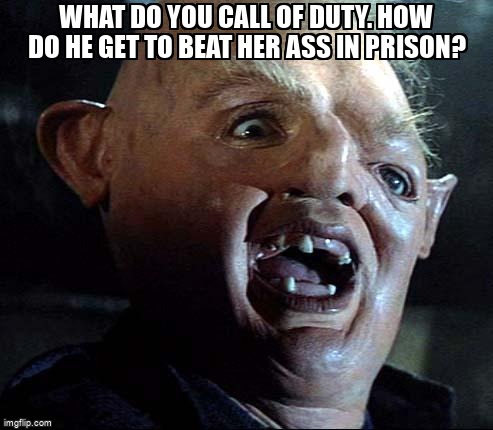 WHAT DO YOU CALL OF DUTY. HOW
DO HE GET TO BEAT HER ASS IN PRISON?
imgflip.com